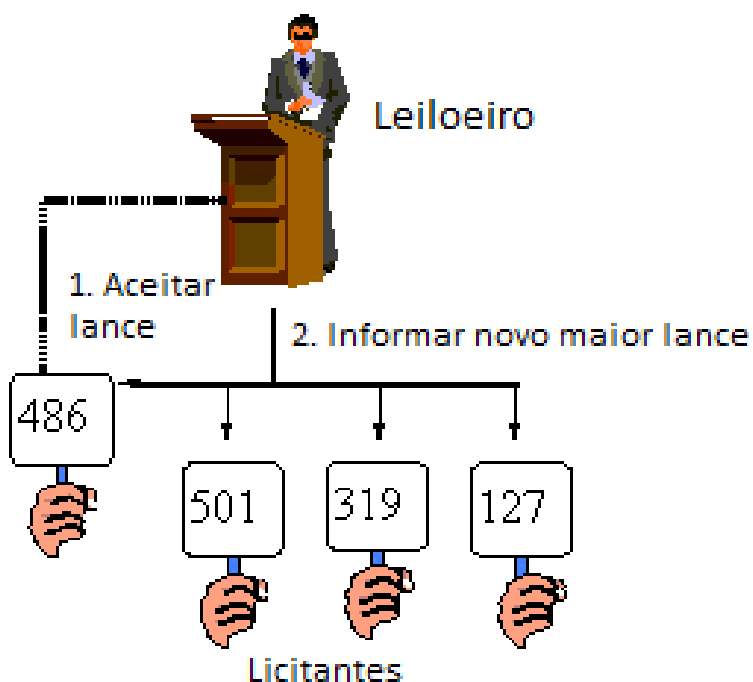 Leiloeiro
1. Aceitar
lance
2. Informar novo maior lance
486
501
319
127
Licitantes